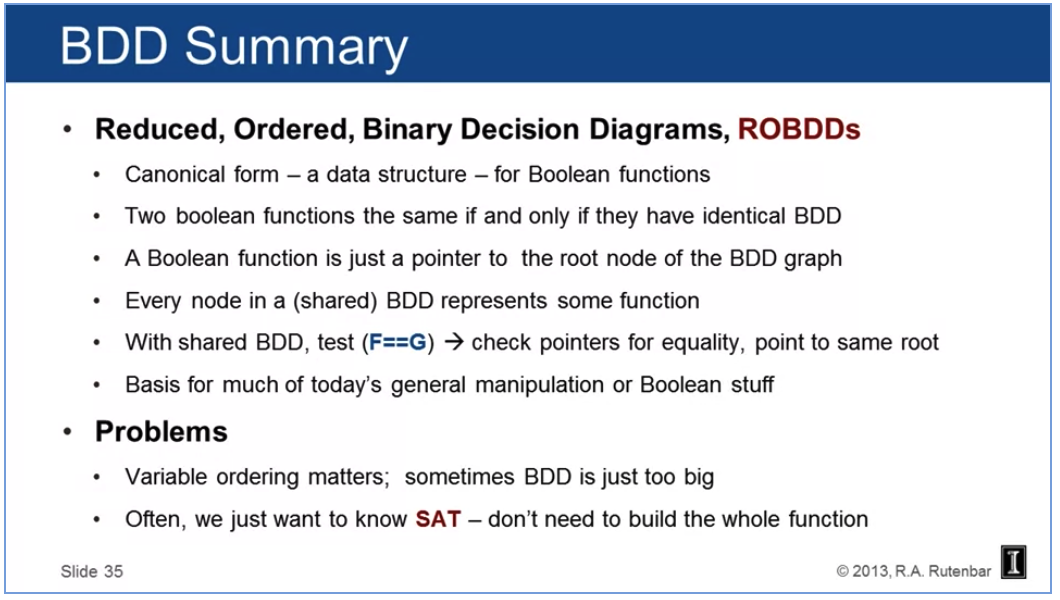 BDD Summary
• Reduced, Ordered, Binary Decision Diagrams, ROBDDs
• Canonical form – a data structure – for Boolean functions
• Two boolean functions the same if and only if they have identical BDD
• A Boolean function is just a pointer to the root node of the BDD graph
• Every node in a (shared) BDD represents some function
• With shared BDD, test (F==G) → check pointers for equality, point to same root
• Basis for much of today's general manipulation or Boolean stuff
• Problems
• Variable ordering matters; sometimes BDD is just too big
• Often, we just want to know SAT – don't need to build the whole function
Slide 35
© 2013, R.A. Rutenbar
I